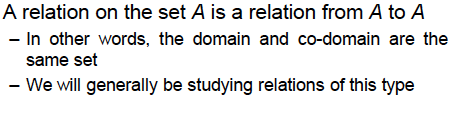 A relation on the set A is a relation from A to A
– In other words, the domain and co-domain are the
same set
– We will generally be studying relations of this type